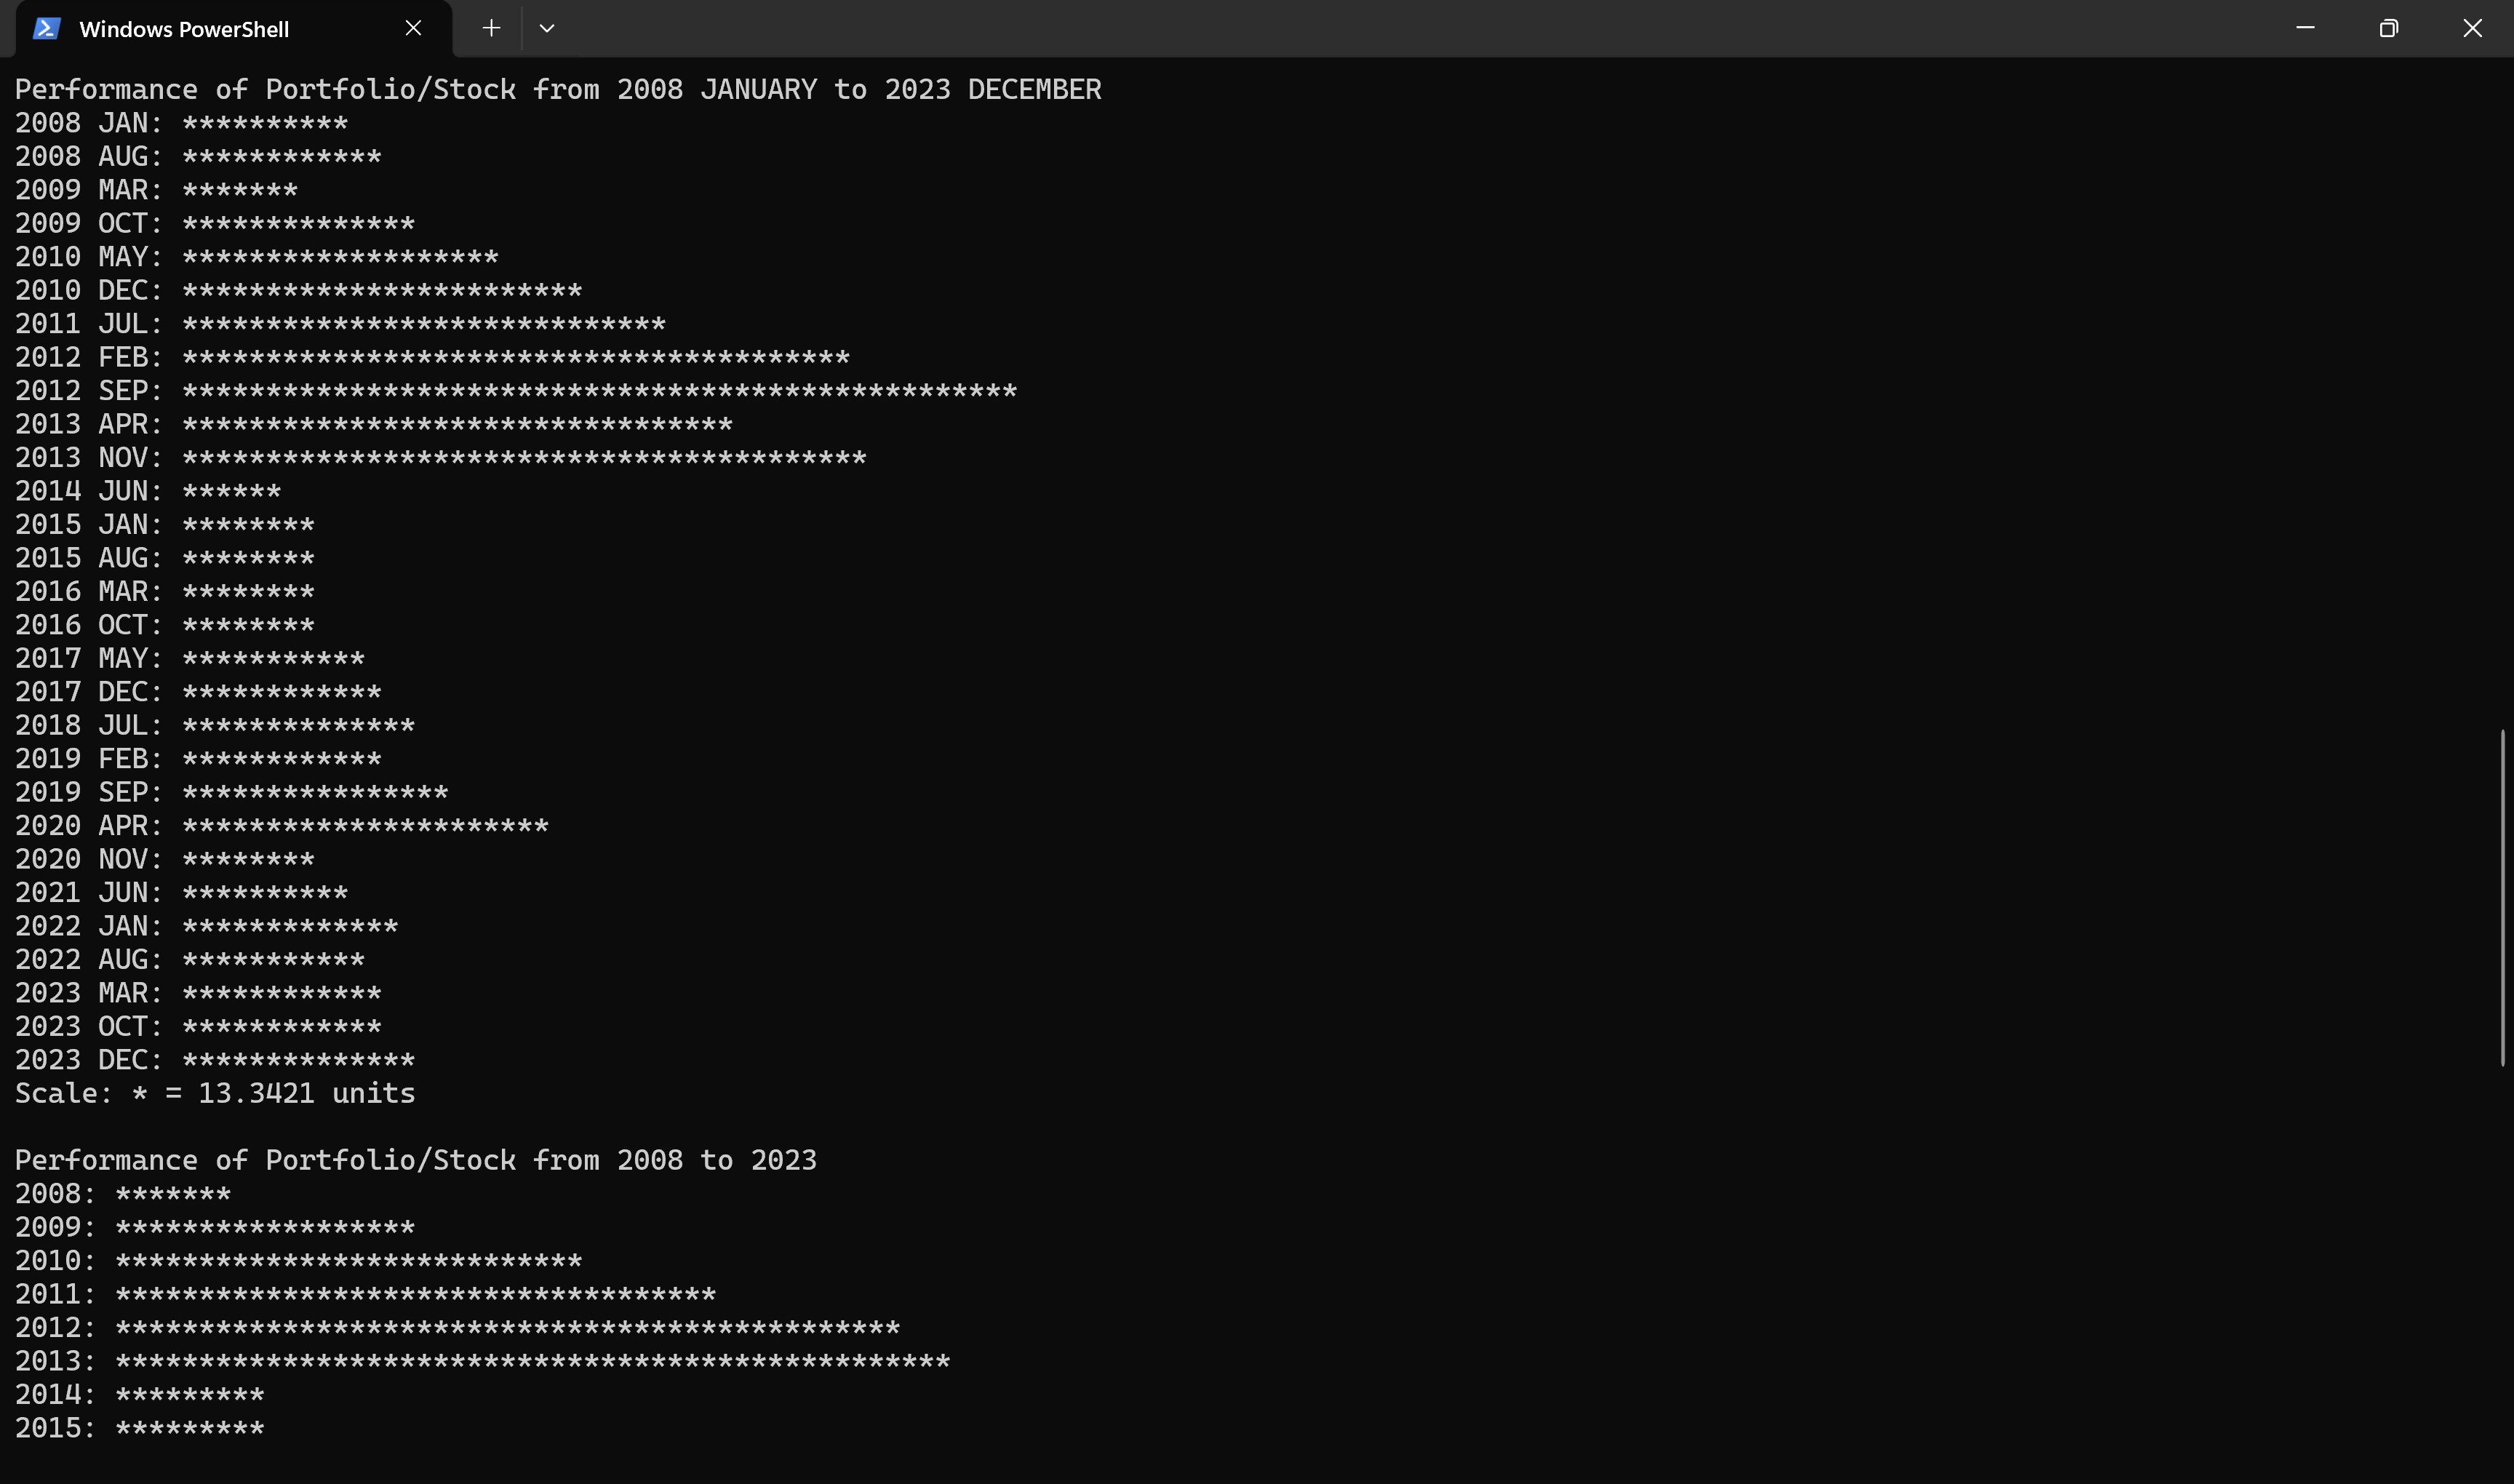 Windows PowerShell
Performance of Portfolio/Stock from 2008 JANUARY to 2023 DECEMBER
2008 JAN: **********
2008 AUG: ************
2009 MAR: *******
2009 OCT: **************
2010 MAY: *******************
2010 DEC: ************************
2011 JUL: *****************************
2012 FEB: ****************************************
2012 SEP: **************************************************
2013 APR: *********************************
2013 NOV: *****************************************
2014 JUN: ******
2015 JAN: ********
2015 AUG: ********
2016 MAR: ********
2016 OCT: ********
2017 MAY: ***********
2017 DEC: ************
2018 JUL: **************
2019 FEB: ************
2019 SEP: ****************
2020 APR: **********************
2020 NOV: ********
2021 JUN: **********
2022 JAN: *************
2022 AUG: ***********
2023 MAR: ************
2023 OCT: ************
2023 DEC: **************
Scale: * = 13.3421 units
Performance of Portfolio/Stock from 2008 to 2023
2008: *******
2009: ******************
2010: ****************************
2011: ************************************
2012: ***********************************************
2013: **************************************************
2014: *********
2015: *********